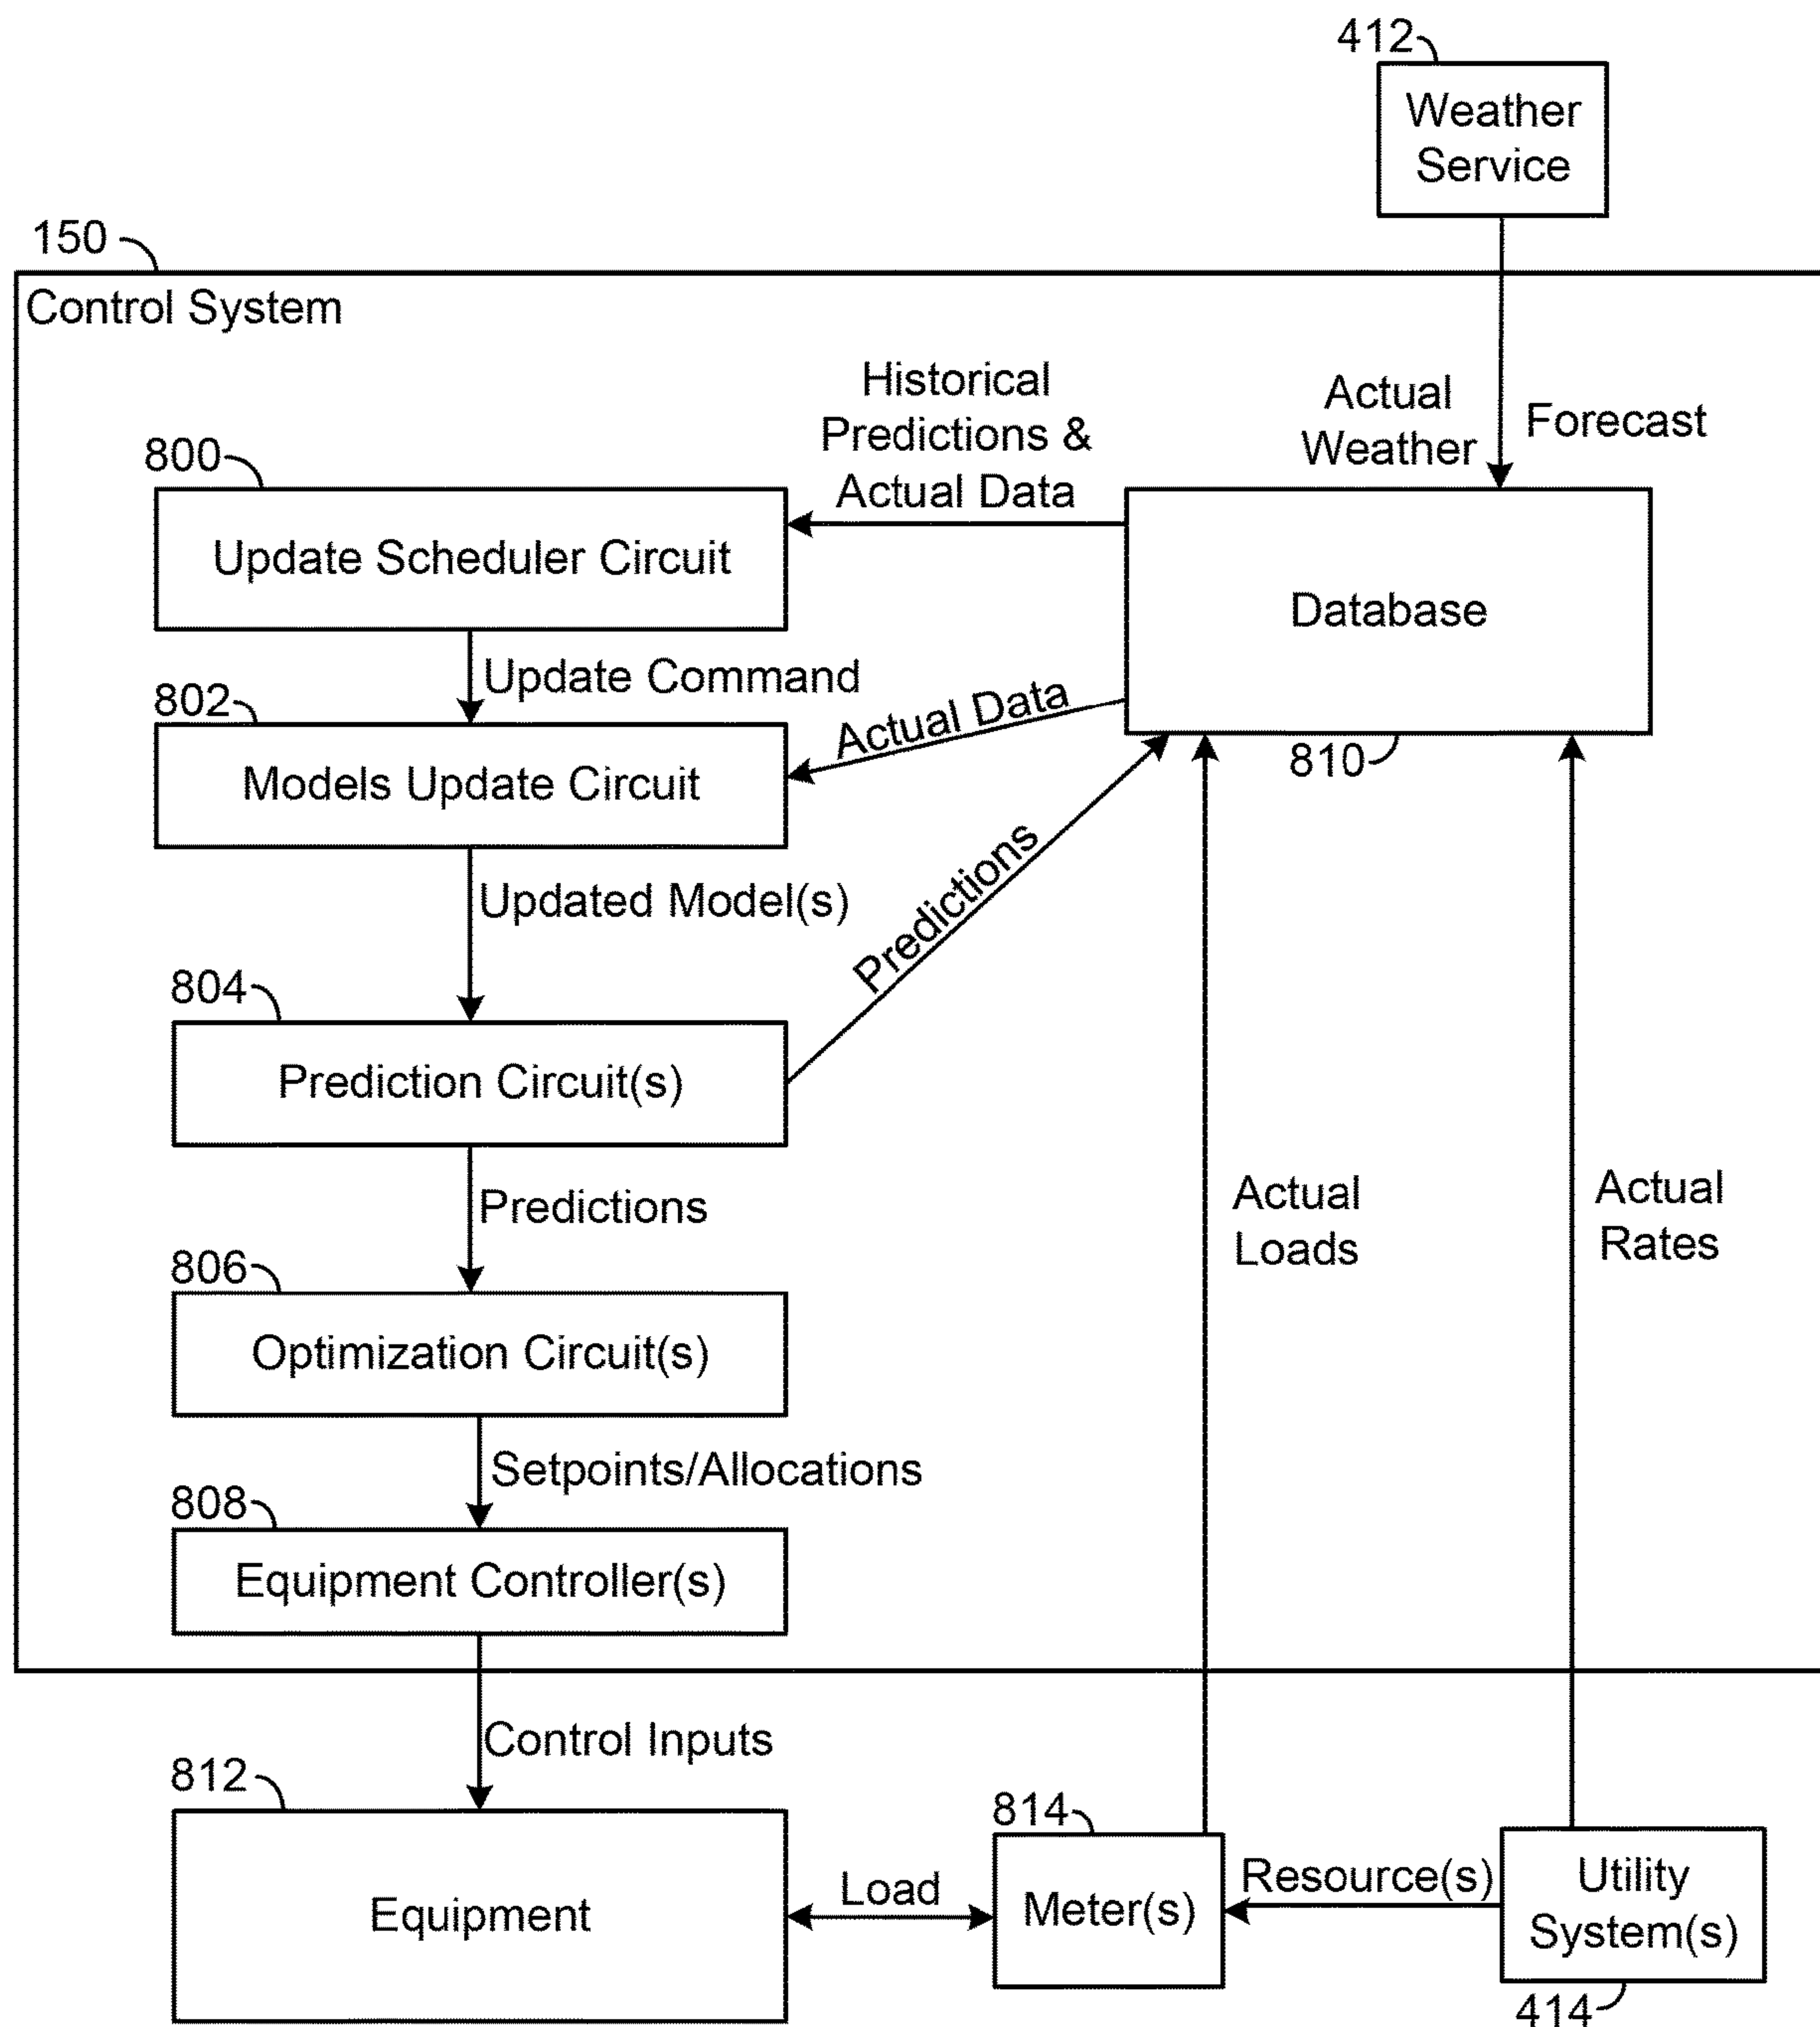 412
Weather
Service
150
Control System
Historical
Predictions &
Actual Data
Actual
Weather
Forecast
800
Update Scheduler Circuit
Database
Update Command
802
Actual Data
810
Models Update Circuit
Updated Model(s)
Predictions
804
Prediction Circuit(s)
Predictions
Actual
Loads
Actual
Rates
806
Optimization Circuit(s)
Setpoints/Allocations
808
Equipment Controller(s)
Control Inputs
812
814
Equipment
Load
Meter(s)
Resource(s)
Utility
System(s)
414